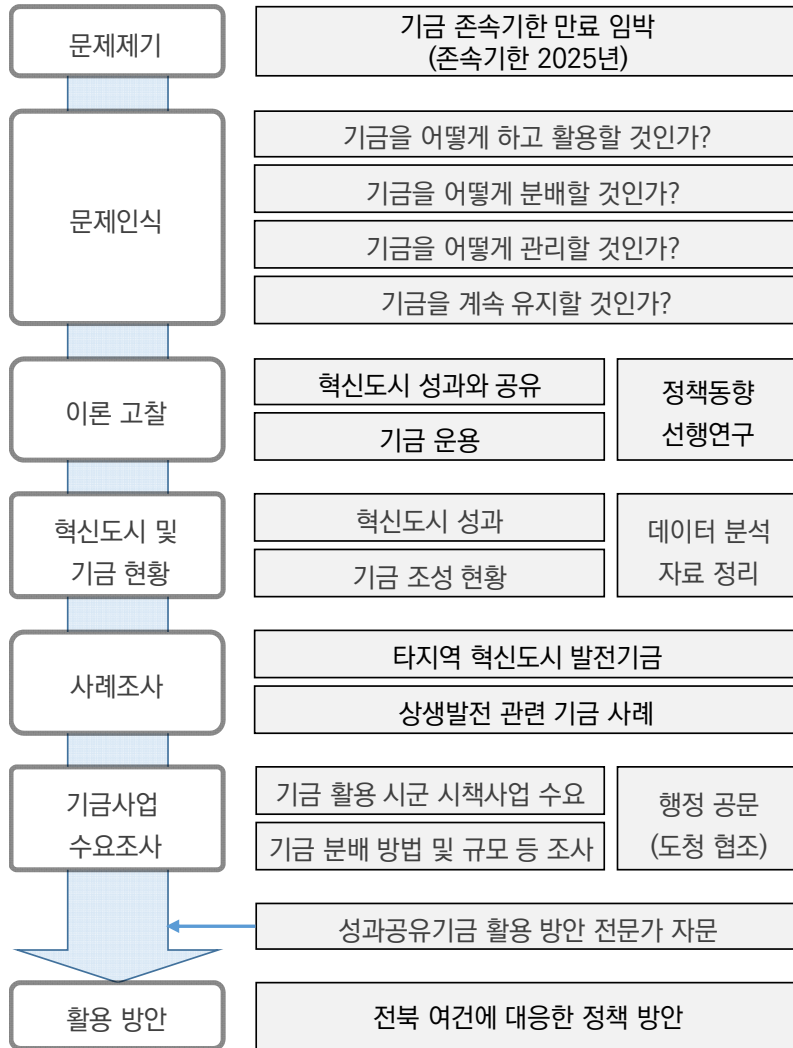 문제제기
기금 존속기한 만료 임박
(존속기한 2025년)
문제인식
기금을 어떻게 하고 활용할 것인가?
기금을 어떻게 분배할 것인가?
기금을 어떻게 관리할 것인가?
기금을 계속 유지할 것인가?
이론 고찰
혁신도시 성과와 공유
기금 운용
정책동향
선행연구
혁신도시 및
기금 현황
혁신도시 성과
기금 조성 현황
데이터 분석
자료 정리
사례조사
타지역 혁신도시 발전기금
상생발전 관련 기금 사례
기금사업
수요조사
기금 활용 시군 시책사업 수요
기금 분배 방법 및 규모 등 조사
행정 공문
(도청 협조)
성과공유기금 활용 방안 전문가 자문
활용 방안
전북 여건에 대응한 정책 방안